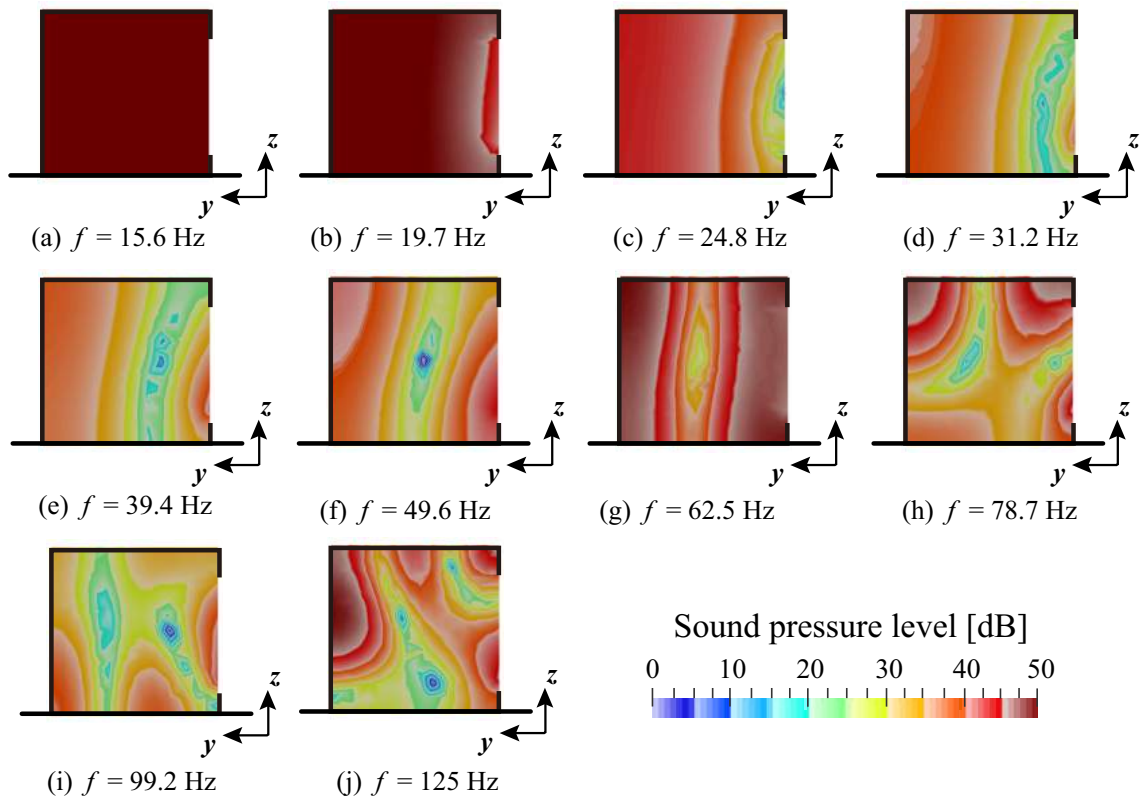 z
z
z
z
y
y
y
y
(a) f = 15.6 Hz
(b) f = 19.7 Hz
(c) f = 24.8 Hz
(d) f = 31.2 Hz
z
z
z
z
y
y
y
y
(e) f = 39.4 Hz
(f) f = 49.6 Hz
(g) f = 62.5 Hz
(h) f = 78.7 Hz
z
z
y
y
(i) f = 99.2 Hz
(j) f = 125 Hz
Sound pressure level [dB]
0 10 20 30 40 50